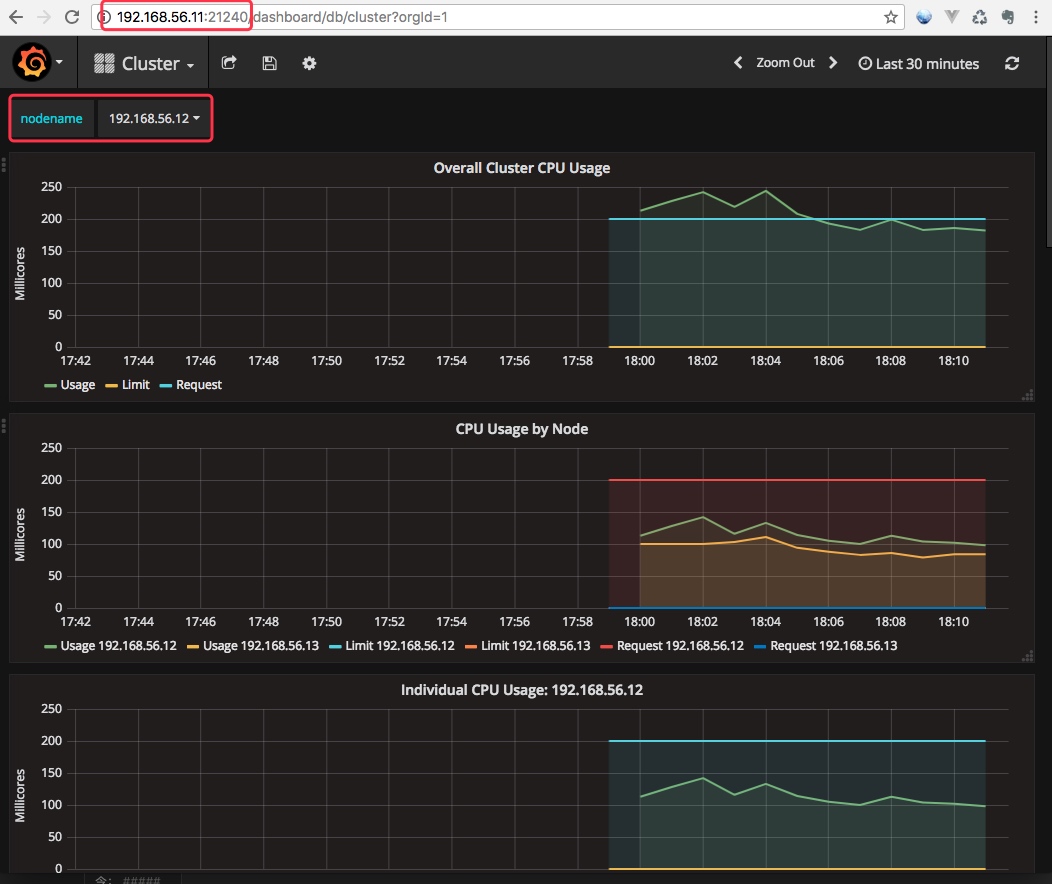 192.168.56.11:21240/dashboard/db/cluster?orgId=1
Cluster
Zoom Out
Last 30 minutes
nodename 192.168.56.12
Overall Cluster CPU Usage
250
200
150
100
50
0
Millicores
17:42 17:44 17:46 17:48 17:50 17:52 17:54 17:56 17:58 18:00 18:02 18:04 18:06 18:08 18:10
Usage Limit Request
CPU Usage by Node
250
200
150
100
50
0
Millicores
17:42 17:44 17:46 17:48 17:50 17:52 17:54 17:56 17:58 18:00 18:02 18:04 18:06 18:08 18:10
Usage 192.168.56.12 Usage 192.168.56.13 Limit 192.168.56.12 Limit 192.168.56.13 Request 192.168.56.12 Request 192.168.56.13
Individual CPU Usage: 192.168.56.12
250
200
150
100
50
0
Millicores
#####